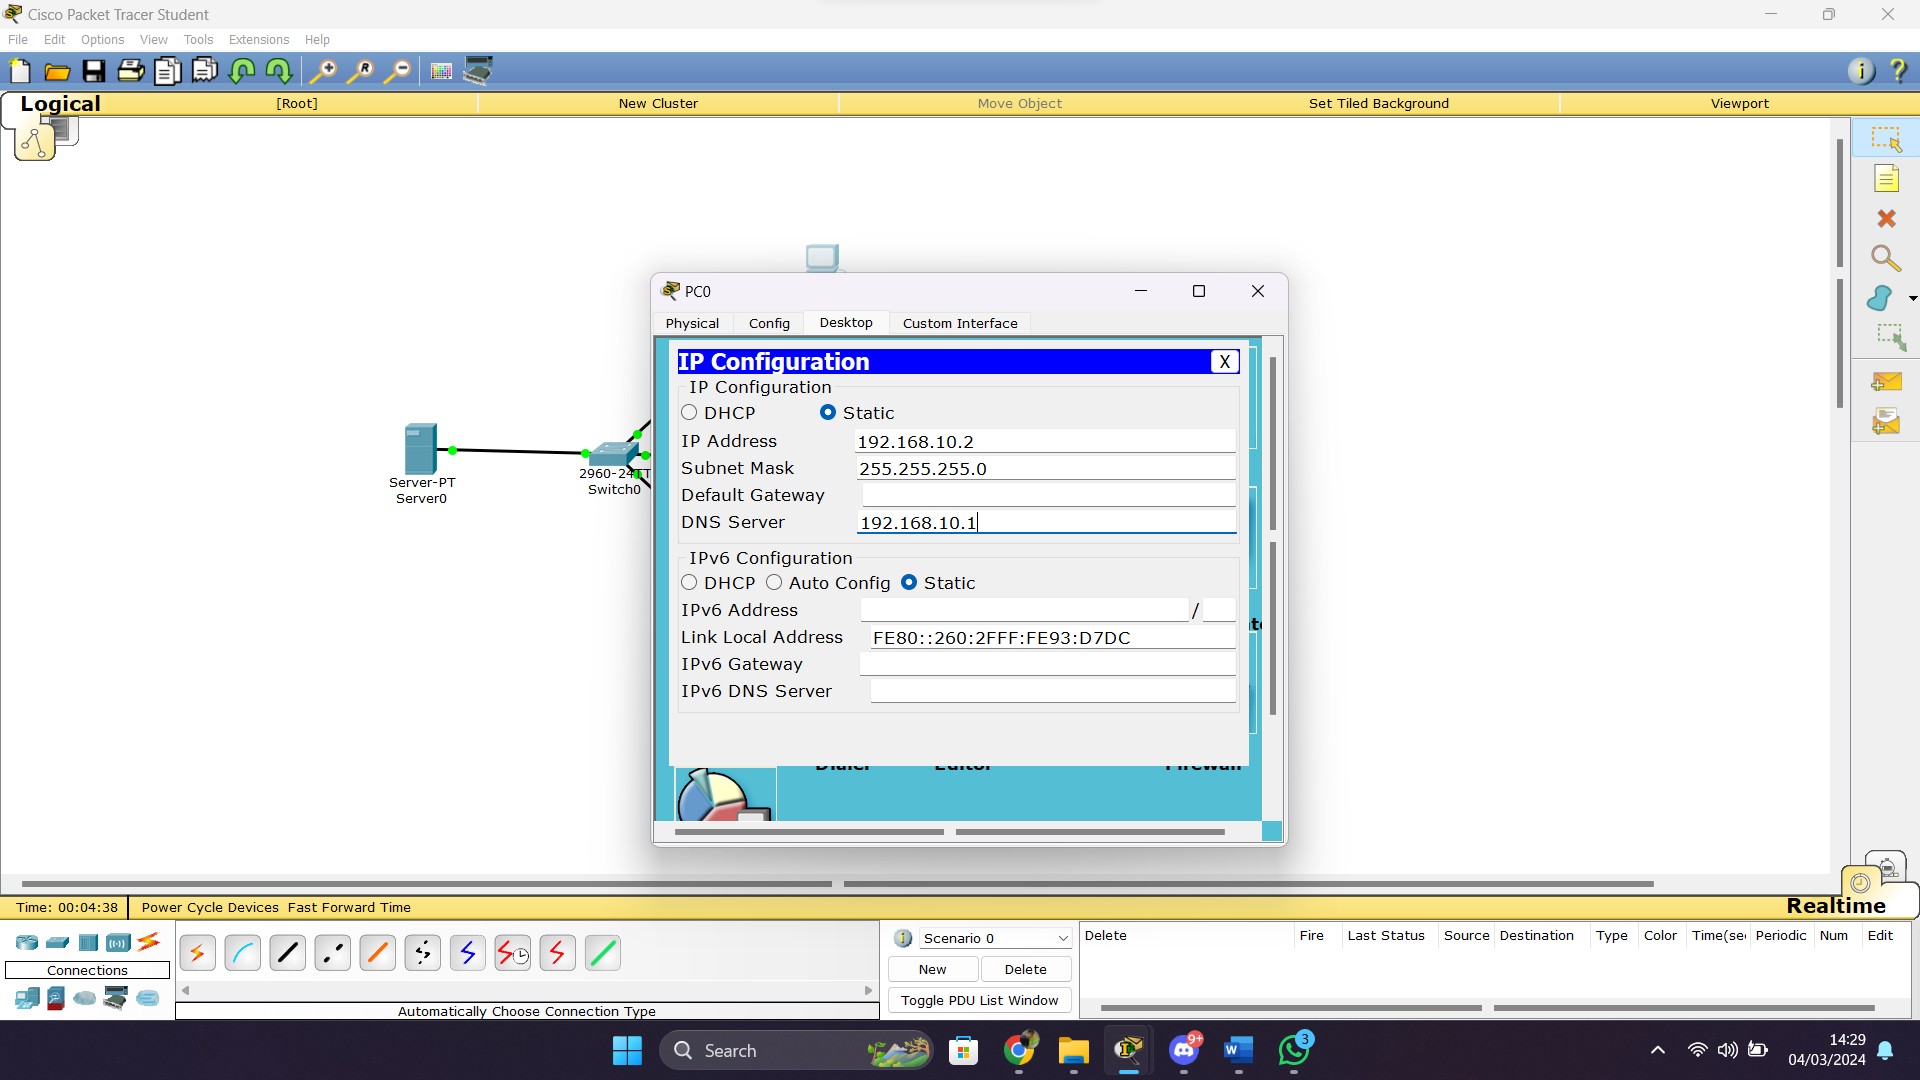 Cisco Packet Tracer Student
File Edit Options View Tools Extensions Help
Logical [Root] New Cluster Move Object Set Tiled Background Viewport
Server-PT
Server0
2960-24TT
Switch0
PC0
Physical Config Desktop Custom Interface
IP Configuration X
IP Configuration
DHCP Static
IP Address 192.168.10.2
Subnet Mask 255.255.255.0
Default Gateway
DNS Server 192.168.10.1
IPv6 Configuration
DHCP Auto Config Static
IPv6 Address /
Link Local Address FE80::260:2FFF:FE93:D7DC
IPv6 Gateway
IPv6 DNS Server
Dialer Editor Firewall
Time: 00:04:38 Power Cycle Devices Fast Forward Time Realtime
Connections
Automatically Choose Connection Type
Scenario 0
New Delete
Toggle PDU List Window
Delete Fire Last Status Source Destination Type Color Time(sec Periodic Num Edit
Search
9+
3
14:29
04/03/2024